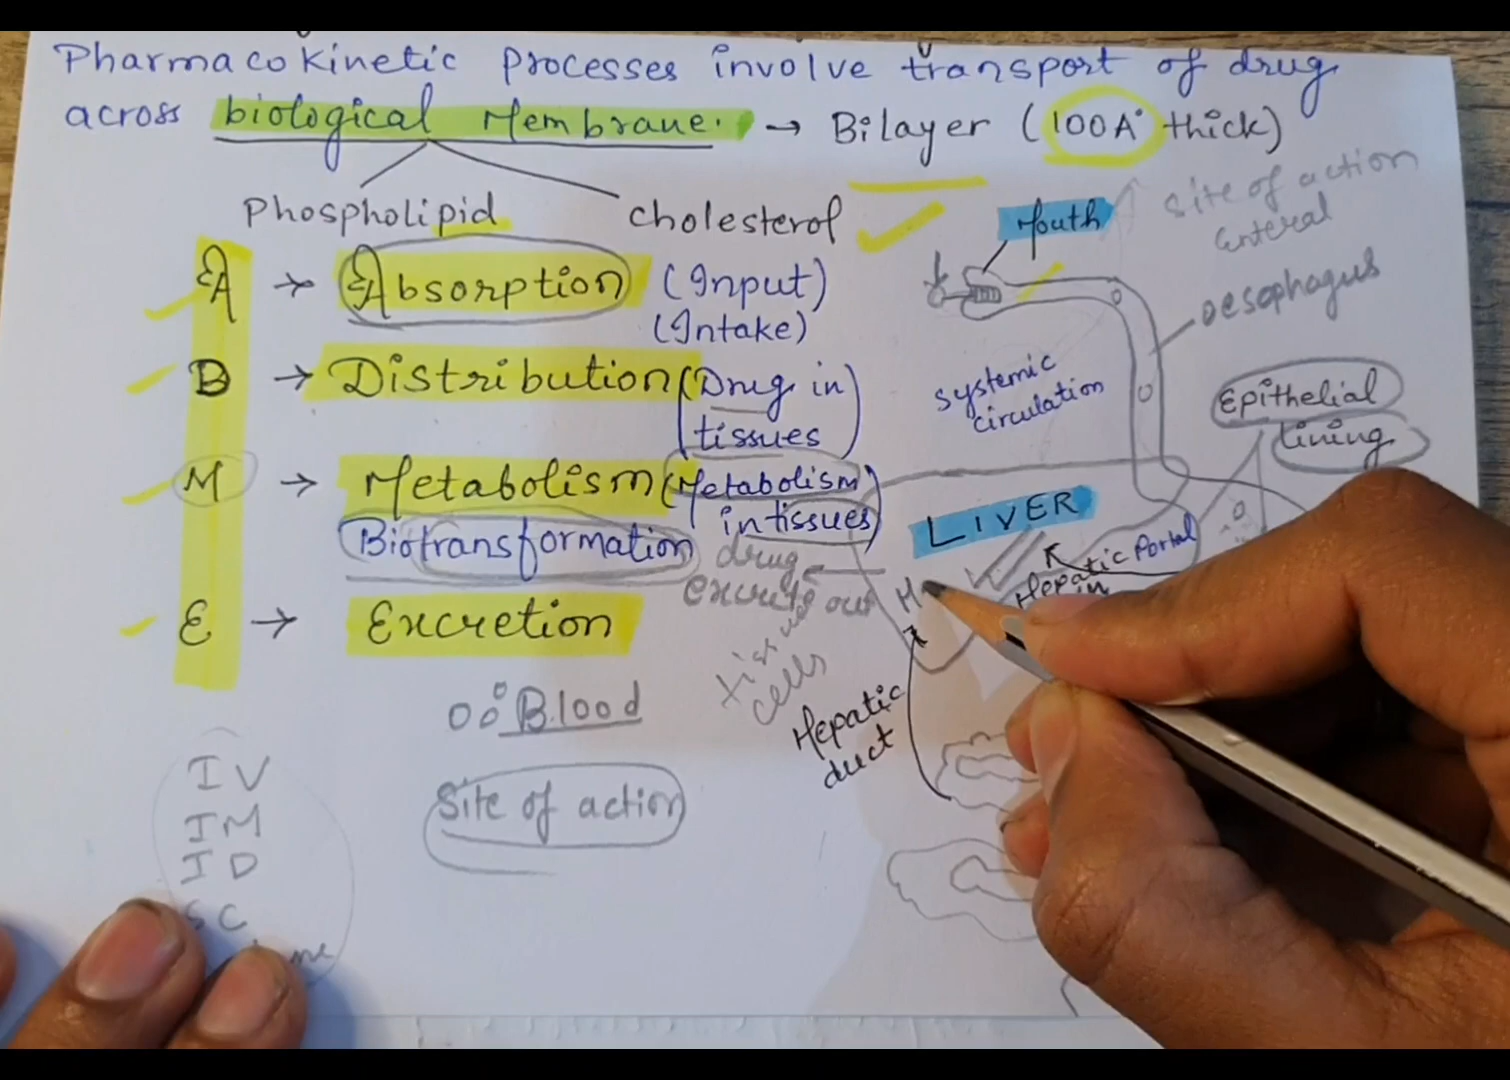 Pharmacokinetic processes involve transport of drug
across biological Membrane. → Bilayer (100A° thick)
Phospholipid
cholesterol
A → Absorption (Input)
(Intake)
B → Distribution (Drug in
tissues)
M → Metabolism (Metabolism
in tissues)
Biotransformation
E → Excretion
Blood
Site of action
IV
IM
ID
SC
Mouth
site of action
enteral
oesophagus
systemic
circulation
Epithelial
lining
LIVER
Hepatic Portal
drug
excrete out
cells
Hepatic
duct